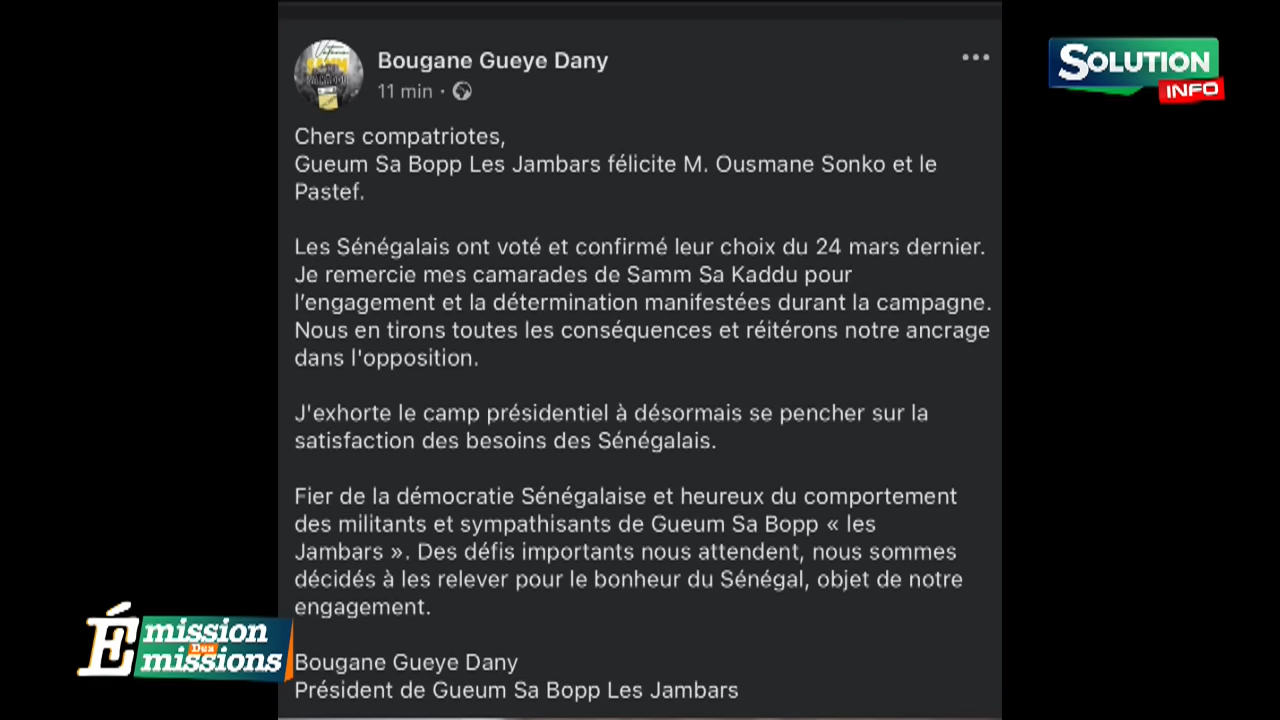 Bougane Gueye Dany
11 min ·
SOLUTION
INFO
Chers compatriotes,
Gueum Sa Bopp Les Jambars félicite M. Ousmane Sonko et le
Pastef.
Les Sénégalais ont voté et confirmé leur choix du 24 mars dernier.
Je remercie mes camarades de Samm Sa Kaddu pour
l'engagement et la détermination manifestées durant la campagne.
Nous en tirons toutes les conséquences et réitérons notre ancrage
dans l'opposition.
J'exhorte le camp présidentiel à désormais se pencher sur la
satisfaction des besoins des Sénégalais.
Fier de la démocratie Sénégalaise et heureux du comportement
des militants et sympathisants de Gueum Sa Bopp « les
Jambars ». Des défis importants nous attendent, nous sommes
décidés à les relever pour le bonheur du Sénégal, objet de notre
engagement.
Émission
Des
Émissions
Bougane Gueye Dany
Président de Gueum Sa Bopp Les Jambars